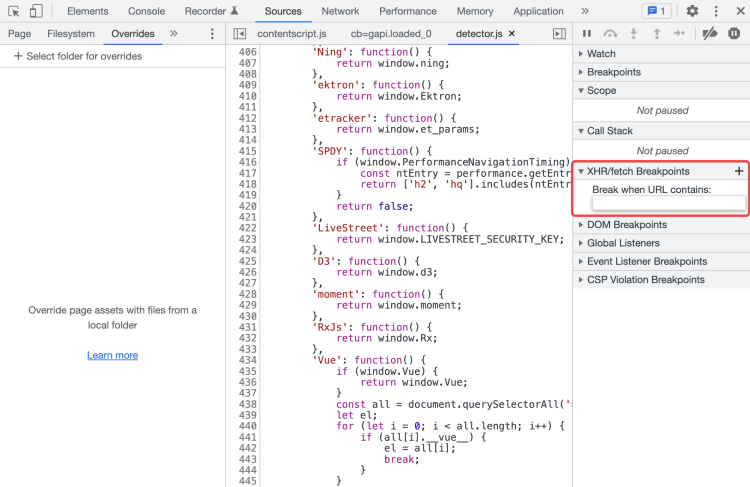 Elements Console Recorder Sources Network Performance Memory Application » 1
Page Filesystem Overrides »
contentscript.js cb=gapi.loaded_0 detector.js ×
+ Select folder for overrides
Override page assets with files from a
local folder
Learn more
406 'Ning': function() {
407 return window.ning;
408 },
409 'ektron': function() {
410 return window.Ektron;
411 },
412 'etracker': function() {
413 return window.et_params;
414 },
415 'SPDY': function() {
416 if (window.PerformanceNavigationTiming)
417 const ntEntry = performance.getEntr
418 return ['h2', 'hq'].includes(ntEntr
419 }
420 return false;
421 },
422 'LiveStreet': function() {
423 return window.LIVESTREET_SECURITY_KEY;
424 },
425 'D3': function() {
426 return window.d3;
427 },
428 'moment': function() {
429 return window.moment;
430 },
431 'RxJs': function() {
432 return window.Rx;
433 },
434 'Vue': function() {
435 if (window.Vue) {
436 return window.Vue;
437 }
438 const all = document.querySelectorAll('
439 let el;
440 for (let i = 0; i < all.length; i++) {
441 if (all[i].__vue__) {
442 el = all[i];
443 break;
444 }
445 }
Watch
Breakpoints
Scope
Not paused
Call Stack
Not paused
XHR/fetch Breakpoints +
Break when URL contains:
DOM Breakpoints
Global Listeners
Event Listener Breakpoints
CSP Violation Breakpoints